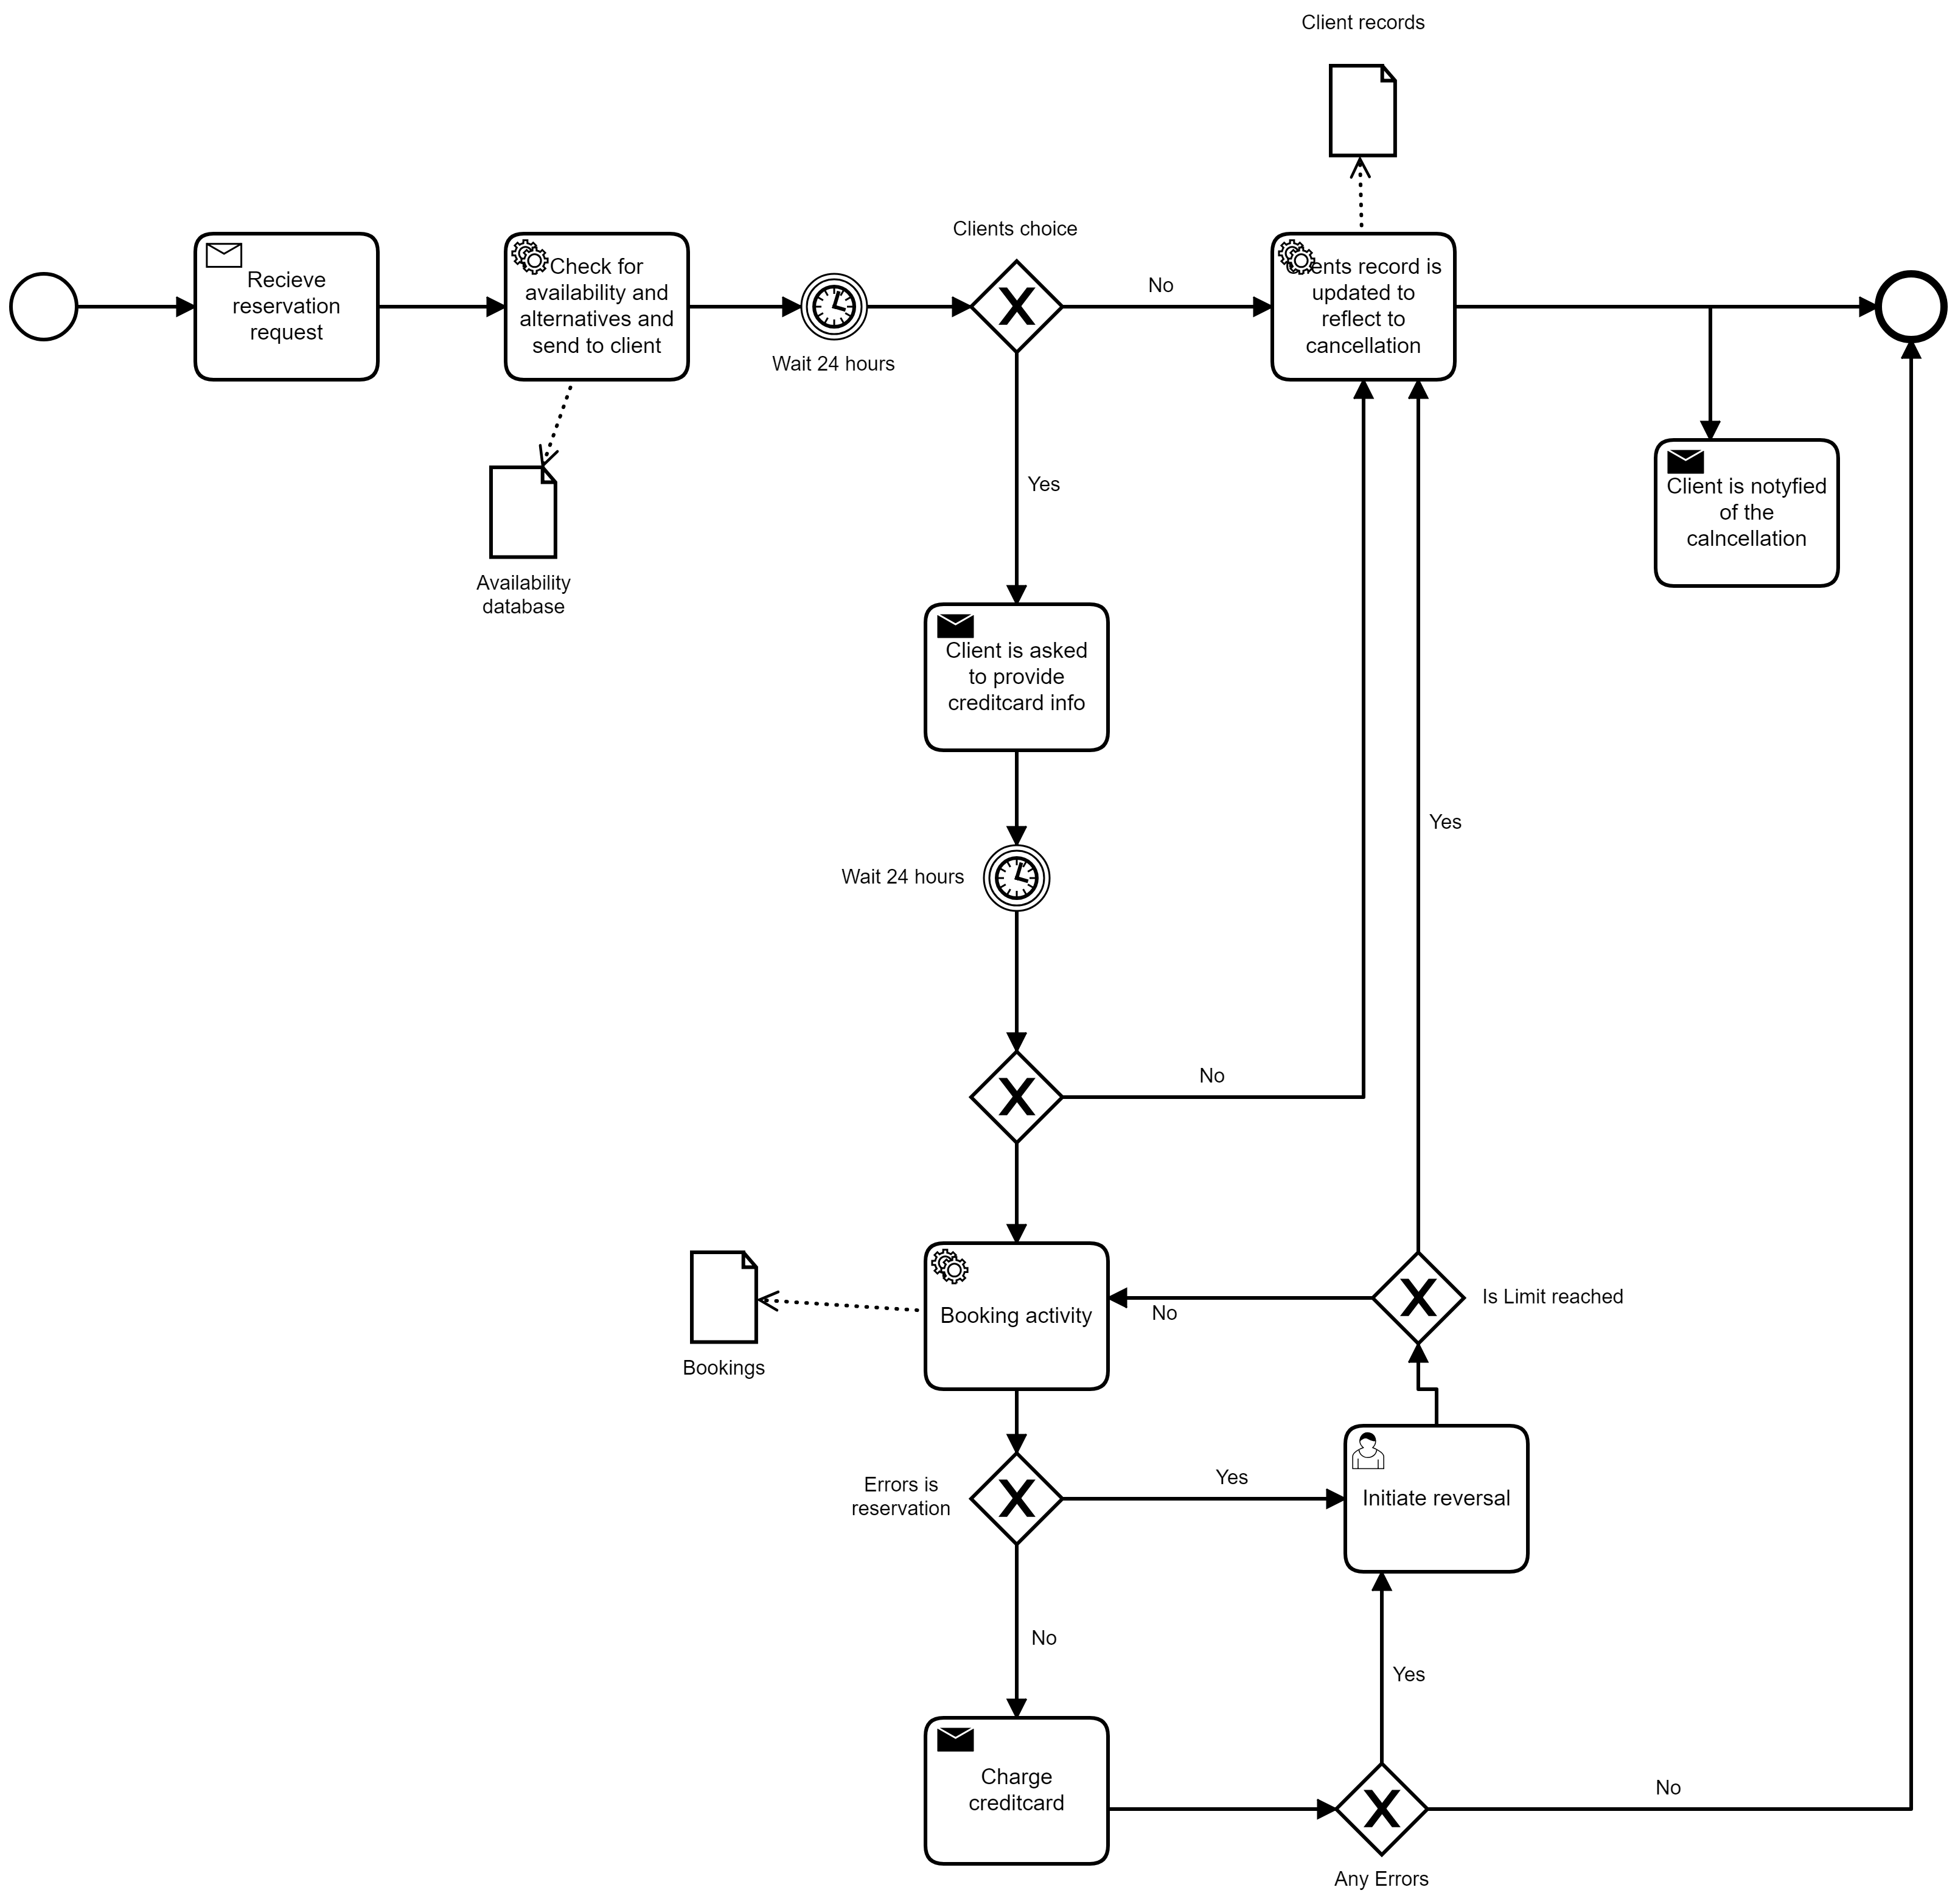 Client records
Clients choice
Recieve
reservation
request
Check for
availability and
alternatives and
send to client
Wait 24 hours
No
ents record is
updated to
reflect to
cancellation
Yes
Availability
database
Client is notyfied
of the
calncellation
Client is asked
to provide
creditcard info
Yes
Wait 24 hours
No
Booking activity
No
Is Limit reached
Bookings
Errors is
reservation
Yes
Initiate reversal
No
Yes
Charge
creditcard
No
Any Errors